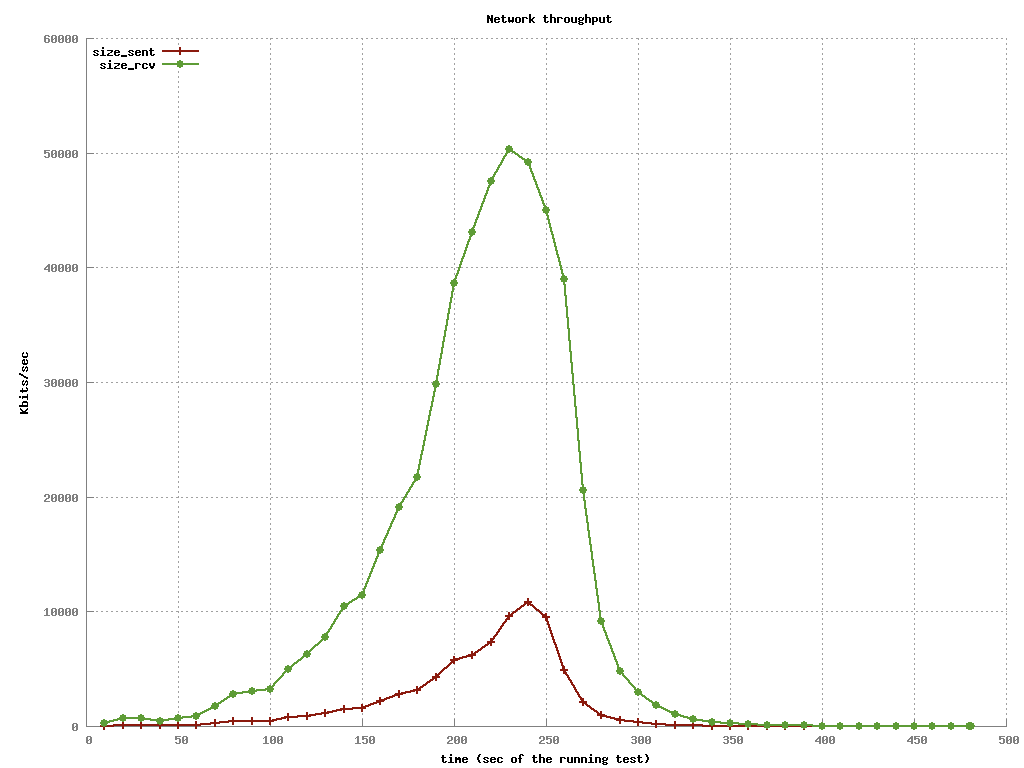 Network throughput
60000
size_sent
size_rcv
50000
40000
Kbits/sec
30000
20000
10000
0
0 50 100 150 200 250 300 350 400 450 500
time (sec of the running test)